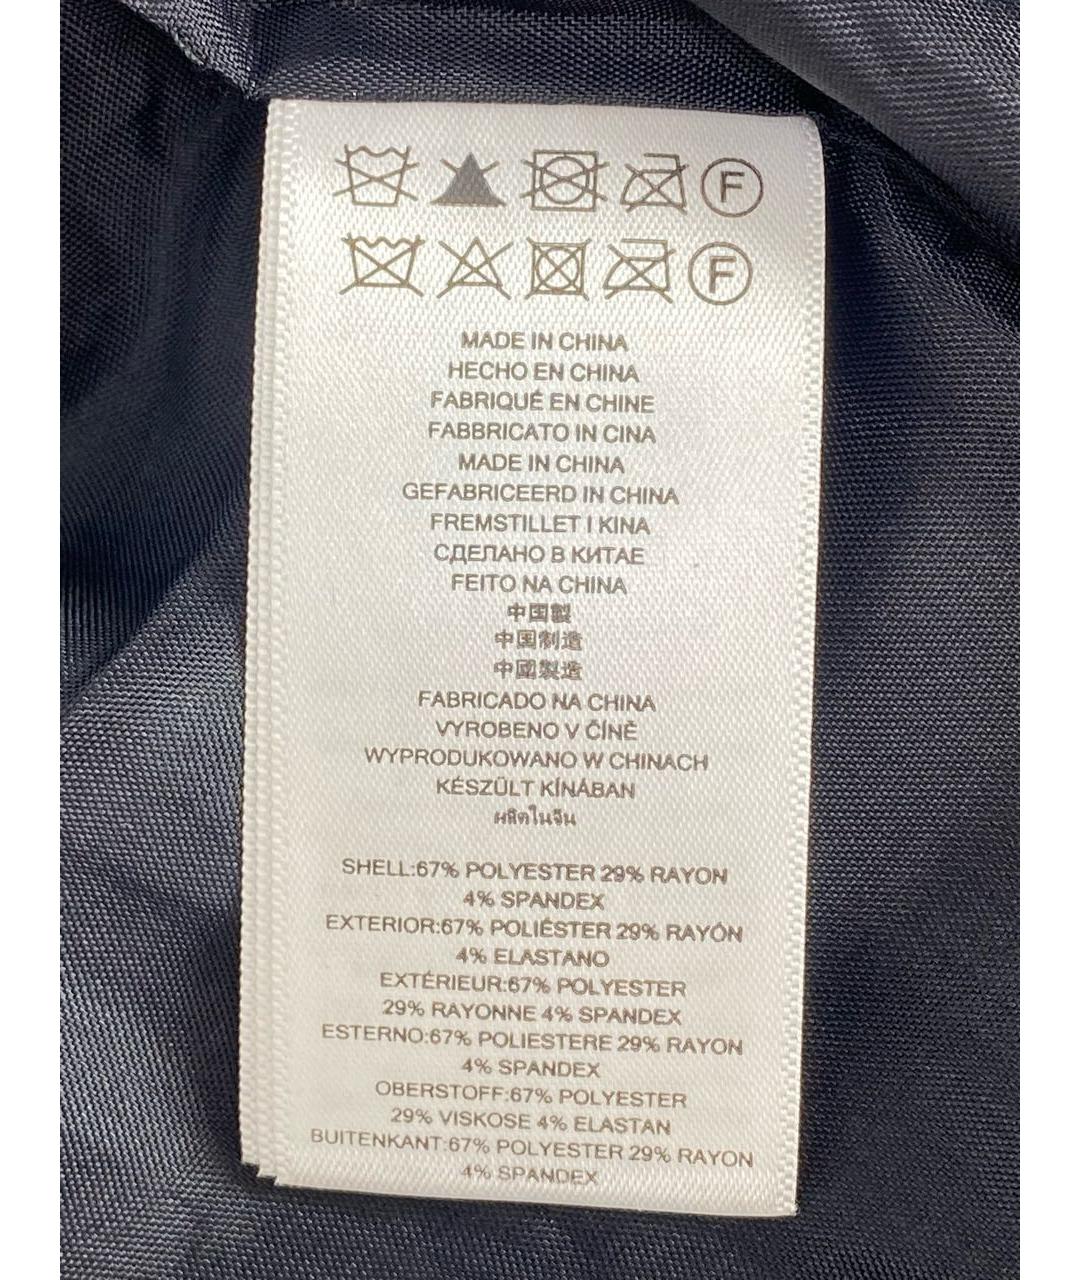 F
F
MADE IN CHINA
HECHO EN CHINA
FABRIQUÉ EN CHINE
FABBRICATO IN CINA
MADE IN CHINA
GEFABRICEERD IN CHINA
FREMSTILLET I KINA
СДЕЛАНО В КИТАЕ
FEITO NA CHINA
中国製
中国制造
中國製造
FABRICADO NA CHINA
VYROBENO V ČÍNĚ
WYPRODUKOWANO W CHINACH
KÉSZÜLT KÍNÁBAN
ผลิตในจีน
SHELL:67% POLYESTER 29% RAYON
4% SPANDEX
EXTERIOR:67% POLIÉSTER 29% RAYÓN
4% ELASTANO
EXTÉRIEUR:67% POLYESTER
29% RAYONNE 4% SPANDEX
ESTERNO:67% POLIESTERE 29% RAYON
4% SPANDEX
OBERSTOFF:67% POLYESTER
29% VISKOSE 4% ELASTAN
BUITENKANT:67% POLYESTER 29% RAYON
4% SPANDEX